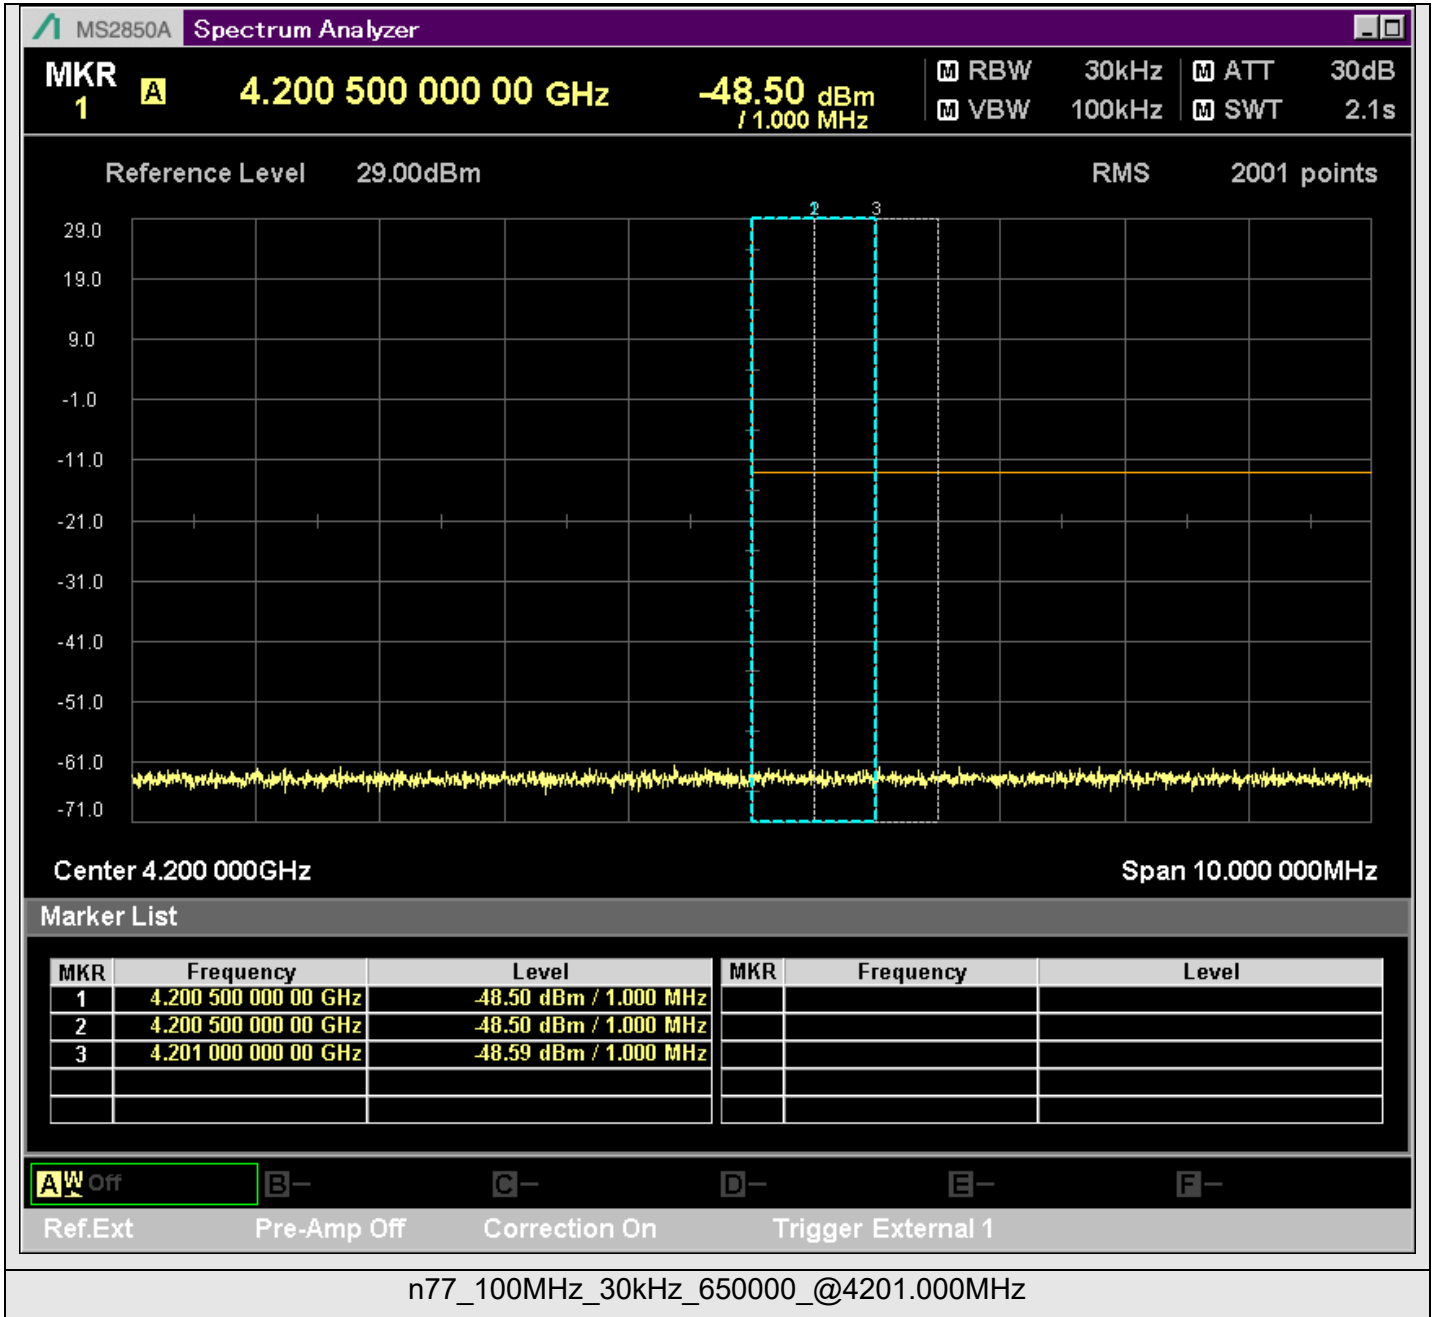 MS2850A Spectrum Analyzer
MKR 1 A 4.200 500 000 00 GHz -48.50 dBm / 1.000 MHz
M RBW 30kHz M ATT 30dB
M VBW 100kHz M SWT 2.1s
Reference Level 29.00dBm RMS 2001 points
2 3
29.0
19.0
9.0
-1.0
-11.0
-21.0
-31.0
-41.0
-51.0
-61.0
-71.0
Center 4.200 000GHz Span 10.000 000MHz
Marker List
MKR Frequency Level MKR Frequency Level
1 4.200 500 000 00 GHz -48.50 dBm / 1.000 MHz
2 4.200 500 000 00 GHz -48.50 dBm / 1.000 MHz
3 4.201 000 000 00 GHz -48.59 dBm / 1.000 MHz
A W Off B- C- D- E- F-
Ref.Ext Pre-Amp Off Correction On Trigger External 1
n77_100MHz_30kHz_650000_@4201.000MHz